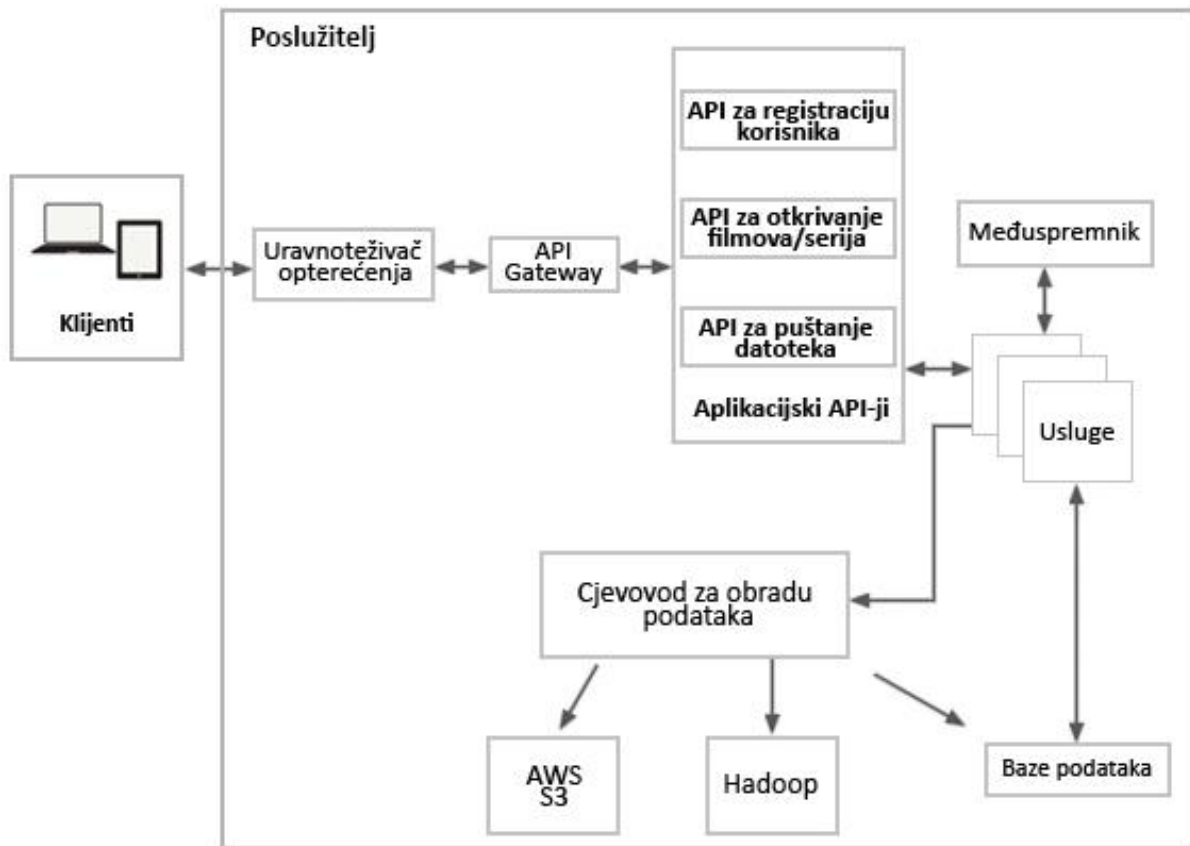 Poslužitelj
API za registraciju
korisnika
API za otkrivanje
filmova/serija
API za puštanje
datoteka
Aplikacijski API-ji
Klijenti
Uravnoteživač
opterećenja
API
Gateway
Međuspremnik
Usluge
Cjevovod za obradu
podataka
AWS
S3
Hadoop
Baze podataka